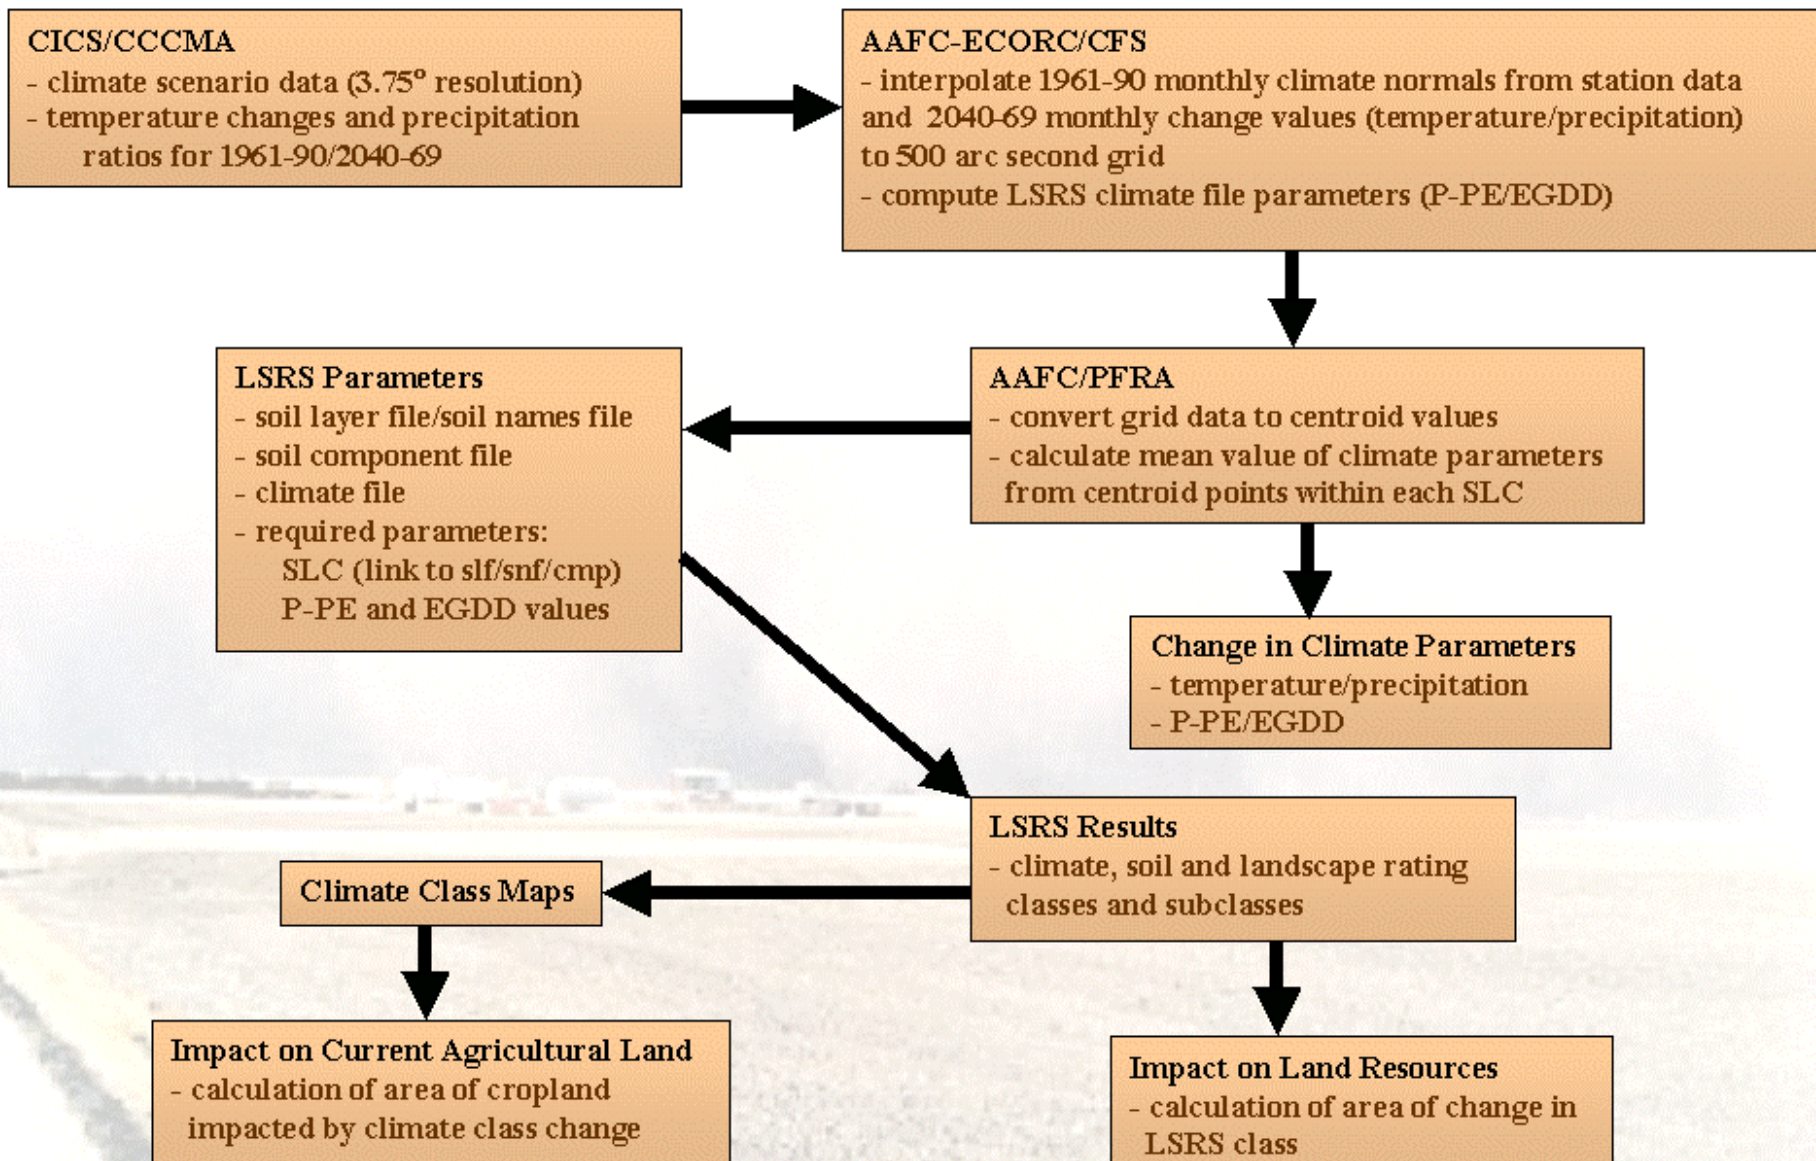 CICS/CCCMA
- climate scenario data (3.75º resolution)
- temperature changes and precipitation
ratios for 1961-90/2040-69
AAFC-ECORC/CFS
- interpolate 1961-90 monthly climate normals from station data
and 2040-69 monthly change values (temperature/precipitation)
to 500 arc second grid
- compute LSRS climate file parameters (P-PE/EGDD)
LSRS Parameters
- soil layer file/soil names file
- soil component file
- climate file
- required parameters:
SLC (link to slf/snf/cmp)
P-PE and EGDD values
AAFC/PFRA
- convert grid data to centroid values
- calculate mean value of climate parameters
from centroid points within each SLC
Change in Climate Parameters
- temperature/precipitation
- P-PE/EGDD
LSRS Results
- climate, soil and landscape rating
classes and subclasses
Climate Class Maps
Impact on Current Agricultural Land
- calculation of area of cropland
impacted by climate class change
Impact on Land Resources
- calculation of area of change in
LSRS class